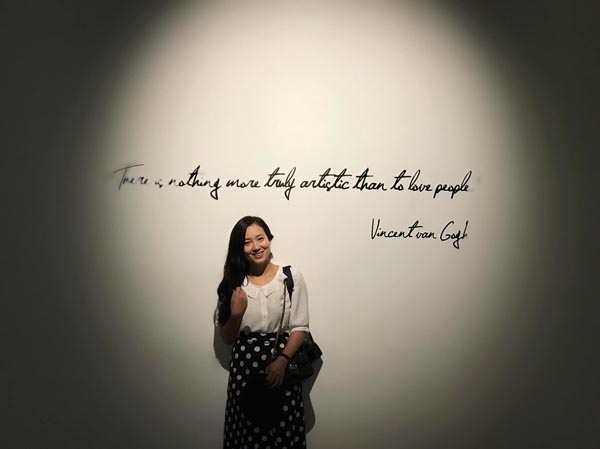 There is nothing more truly artistic than to love people
Vincent van Gogh